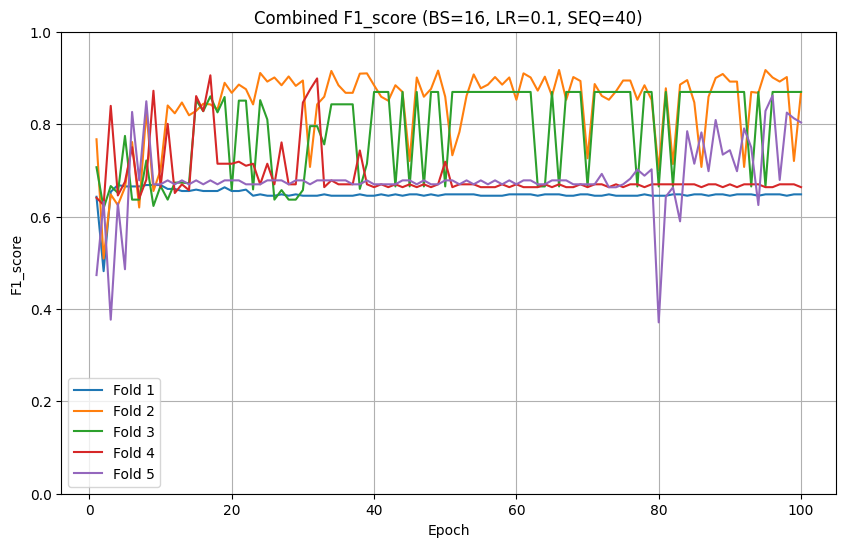 Combined F1_score (BS=16, LR=0.1, SEQ=40)
1.0
0.8
0.6
0.4
0.2
0.0
F1_score
Fold 1
Fold 2
Fold 3
Fold 4
Fold 5
0 20 40 60 80 100
Epoch